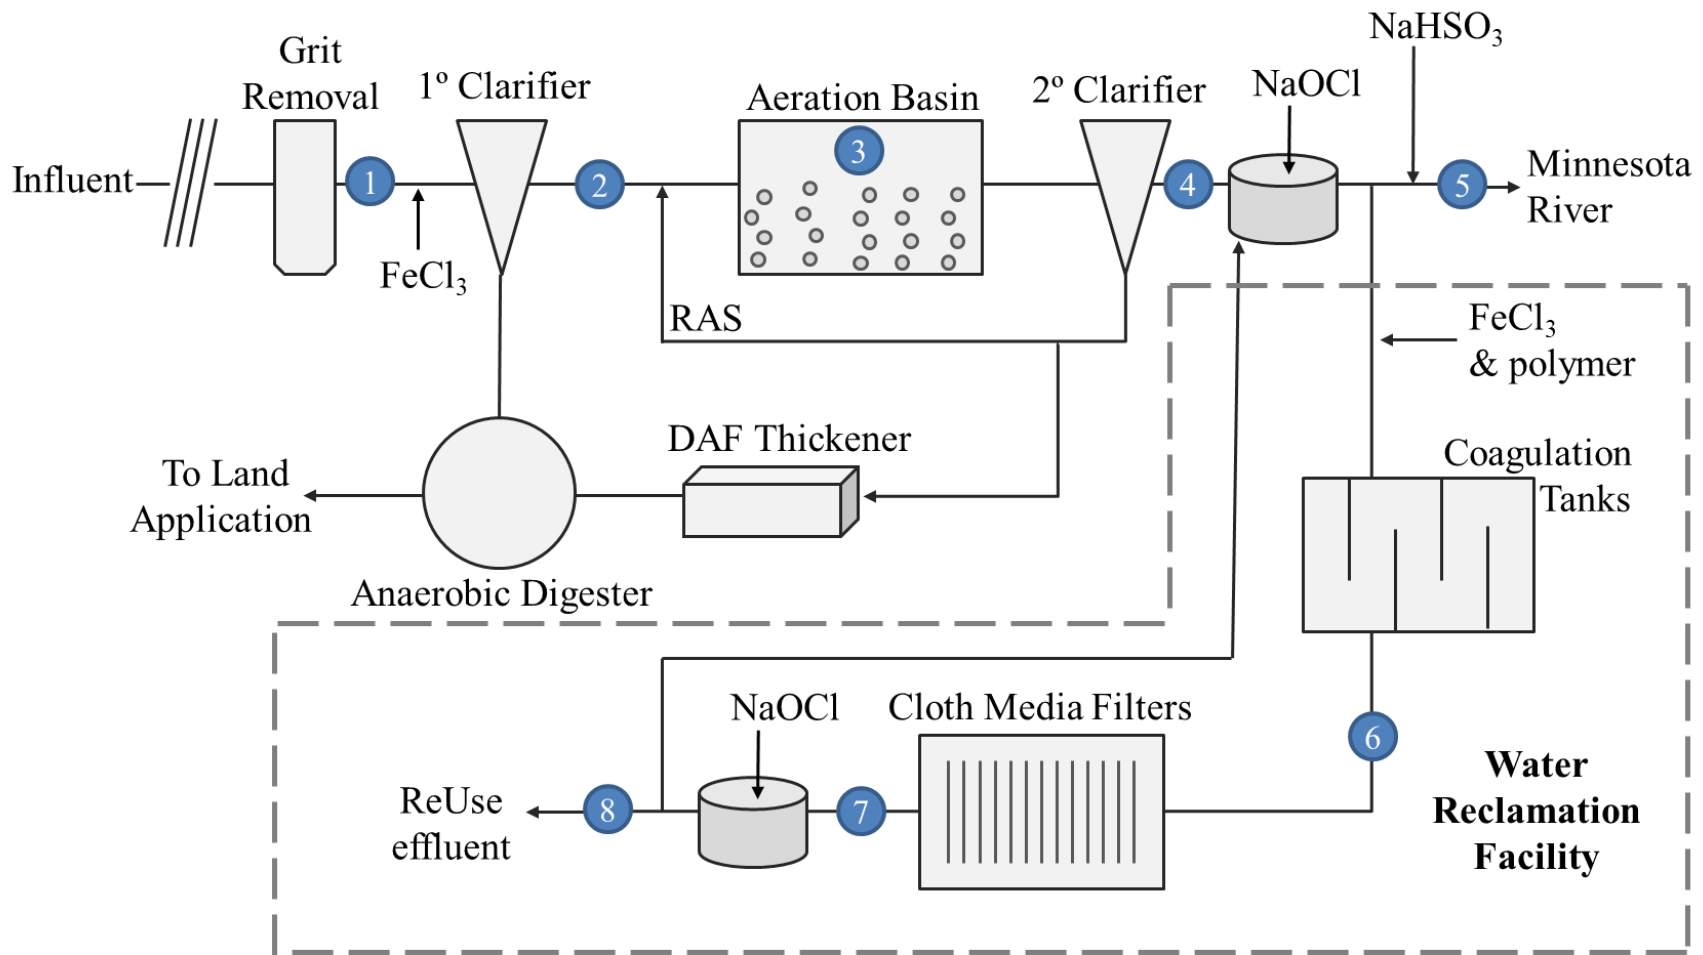 Grit
Removal
1º Clarifier
Aeration Basin
2º Clarifier
NaOCl
NaHSO₃
Influent
1
2
3
4
5
Minnesota
River
FeCl₃
RAS
FeCl₃
& polymer
DAF Thickener
Coagulation
Tanks
To Land
Application
Anaerobic Digester
NaOCl
Cloth Media Filters
6
Water
Reclamation
Facility
ReUse
effluent
8
7